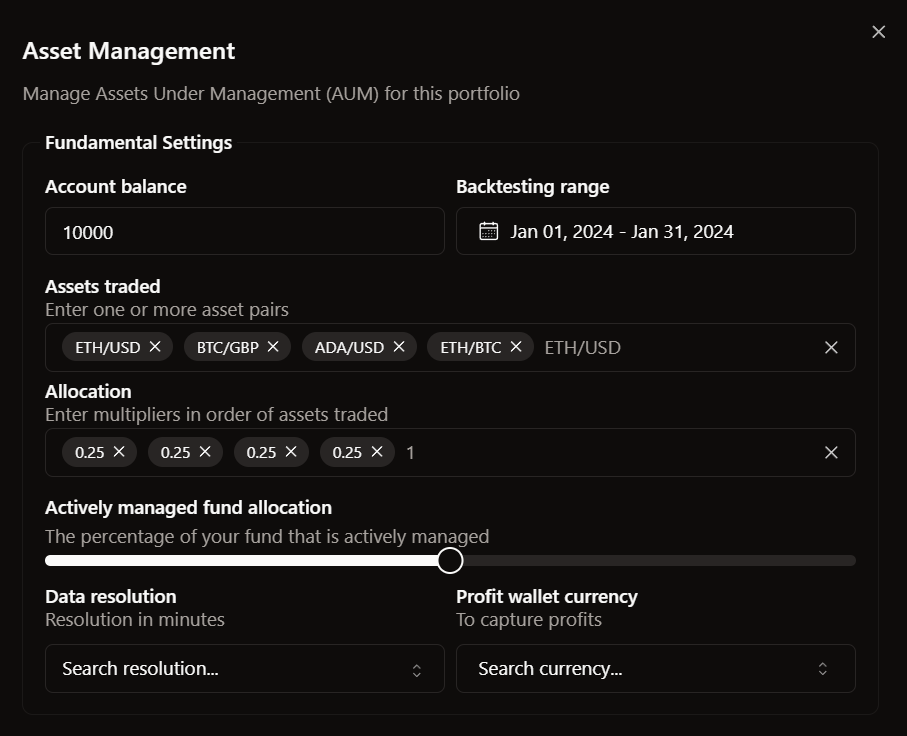 Asset Management
Manage Assets Under Management (AUM) for this portfolio
Fundamental Settings
Account balance
10000
Backtesting range
Jan 01, 2024 - Jan 31, 2024
Assets traded
Enter one or more asset pairs
ETH/USD BTC/GBP ADA/USD ETH/BTC ETH/USD
Allocation
Enter multipliers in order of assets traded
0.25 0.25 0.25 0.25 1
Actively managed fund allocation
The percentage of your fund that is actively managed
Data resolution
Resolution in minutes
Search resolution...
Profit wallet currency
To capture profits
Search currency...